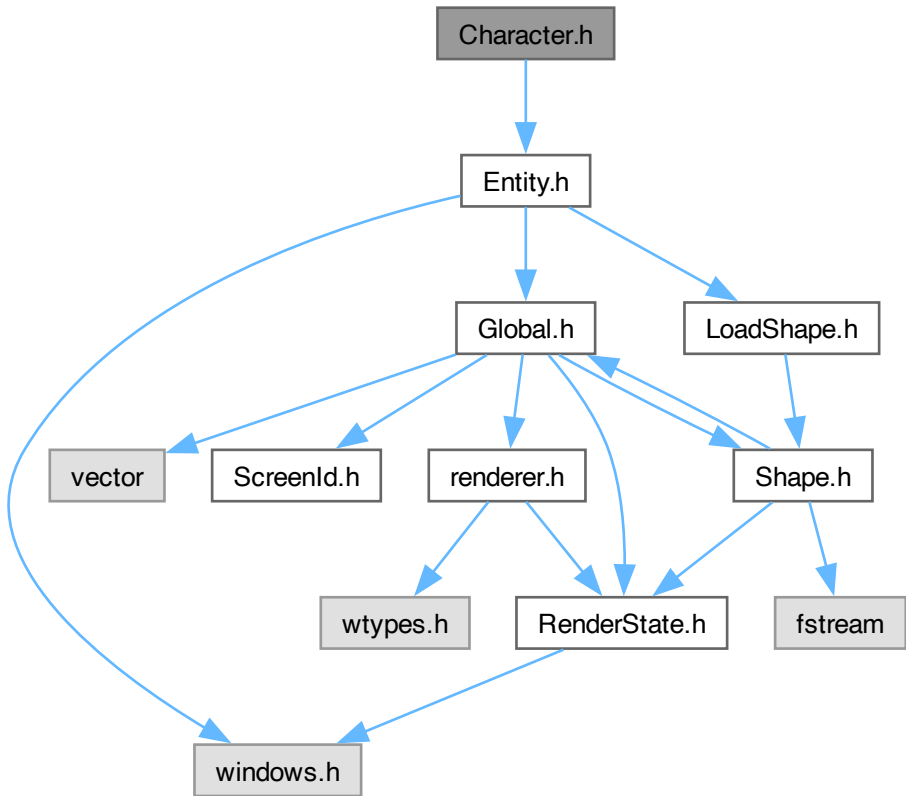 Character.h
Entity.h
Global.h
LoadShape.h
vector
ScreenId.h
renderer.h
Shape.h
wtypes.h
RenderState.h
fstream
windows.h